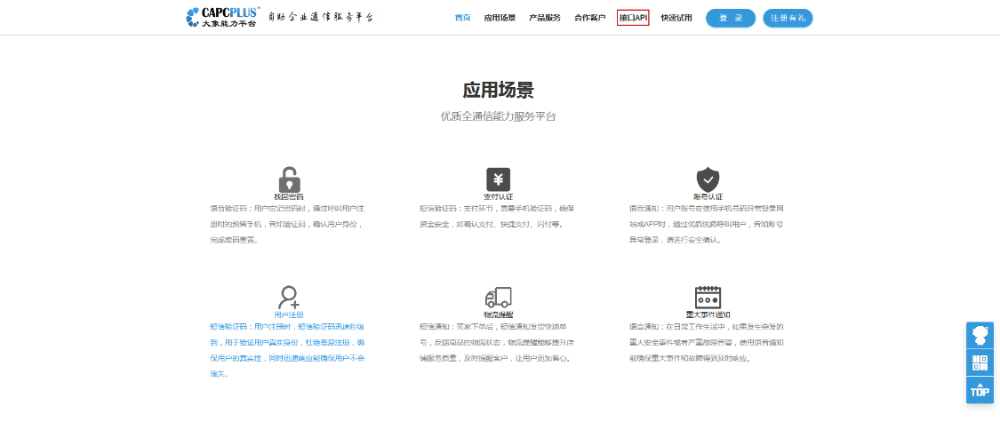 CAPCPLUS™
大象能力平台
自助企业通信服务平台
首页 应用场景 产品服务 合作客户 接口API 快速试用 登 录 注册有礼
应用场景
优质全通信能力服务平台
找回密码
语音验证码:用户忘记密码时,通过呼叫用户注
册时的预留手机,告知验证码,确认用户身份,
完成密码重置。
支付认证
短信验证码:支付环节,需要手机验证码,确保
资金安全,如确认支付、快捷支付、闪付等。
账号认证
语音通知:用户账号在使用手机号码异常登录网
站或APP时,通过优质线路呼叫用户,告知账号
异常登录,请进行安全确认。
用户注册
短信验证码:用户注册时,短信验证码迅速秒级
到,用于验证用户真实身份,杜绝恶意注册,确
保用户的真实性,同时迅速响应能确保用户不会
流失。
物流提醒
短信通知:买家下单后,短信通知发货快递单
号,反馈商品的物流状态,物流提醒能够提升店
铺服务质量,及时提醒客户,让用户更加省心。
重大事件通知
语音通知:在日常工作生活中,如果发生突发的
重大安全事件或者严重故障告警,使用语音通知
能确保重大事件和故障得到及时响应。
TOP